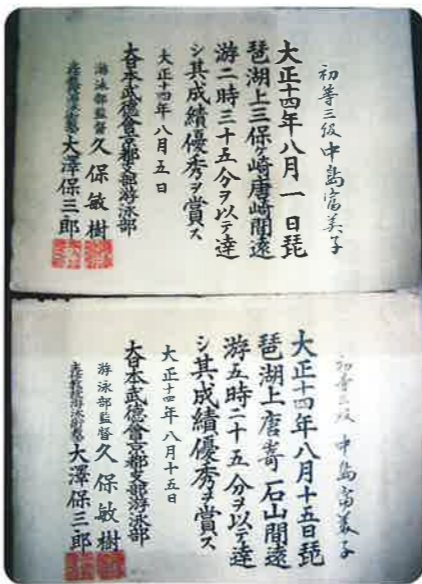 初等三級 中島富美子
大正十四年八月一日琵
琶湖上三保ケ崎唐崎間遠
游二時三十五分ヲ以テ達
シ其成績優秀ヲ賞ス
大正十四年八月五日
大日本武徳會京都支部游泳部
游泳部監督 久保敏樹
大澤保三郎
初等三級 中島富美子
大正十四年八月十五日琵
琶湖上唐崎石山間遠
游五時二十五分ヲ以テ達
シ其成績優秀ヲ賞ス
大正十四年八月十五日
大日本武徳會京都支部游泳部
游泳部監督 久保敏樹
大澤保三郎